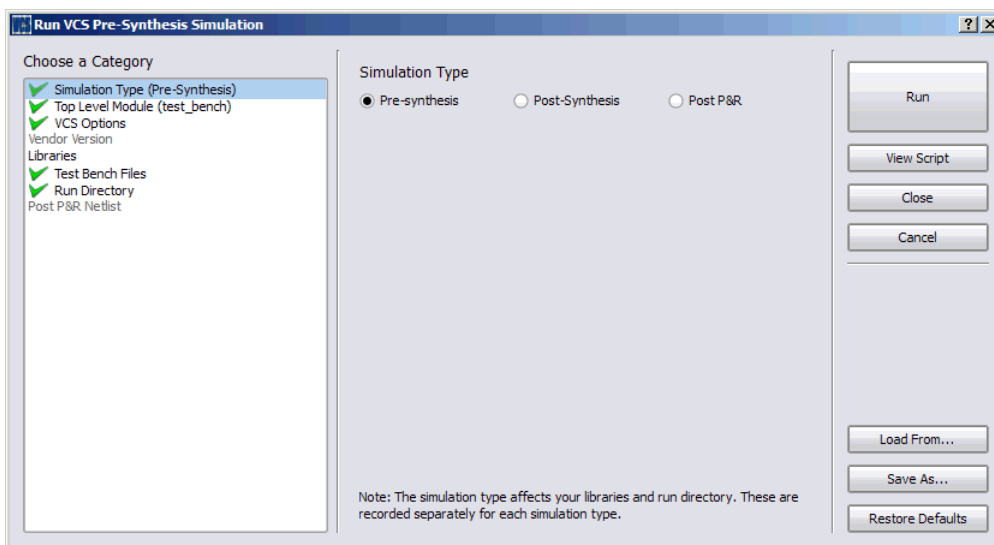 Run VCS Pre-Synthesis Simulation
Choose a Category
Simulation Type (Pre-Synthesis)
Top Level Module (test_bench)
VCS Options
Vendor Version
Libraries
Test Bench Files
Run Directory
Post P&R Netlist
Simulation Type
Pre-synthesis Post-Synthesis Post P&R
Note: The simulation type affects your libraries and run directory. These are
recorded separately for each simulation type.
Run
View Script
Close
Cancel
Load From...
Save As...
Restore Defaults